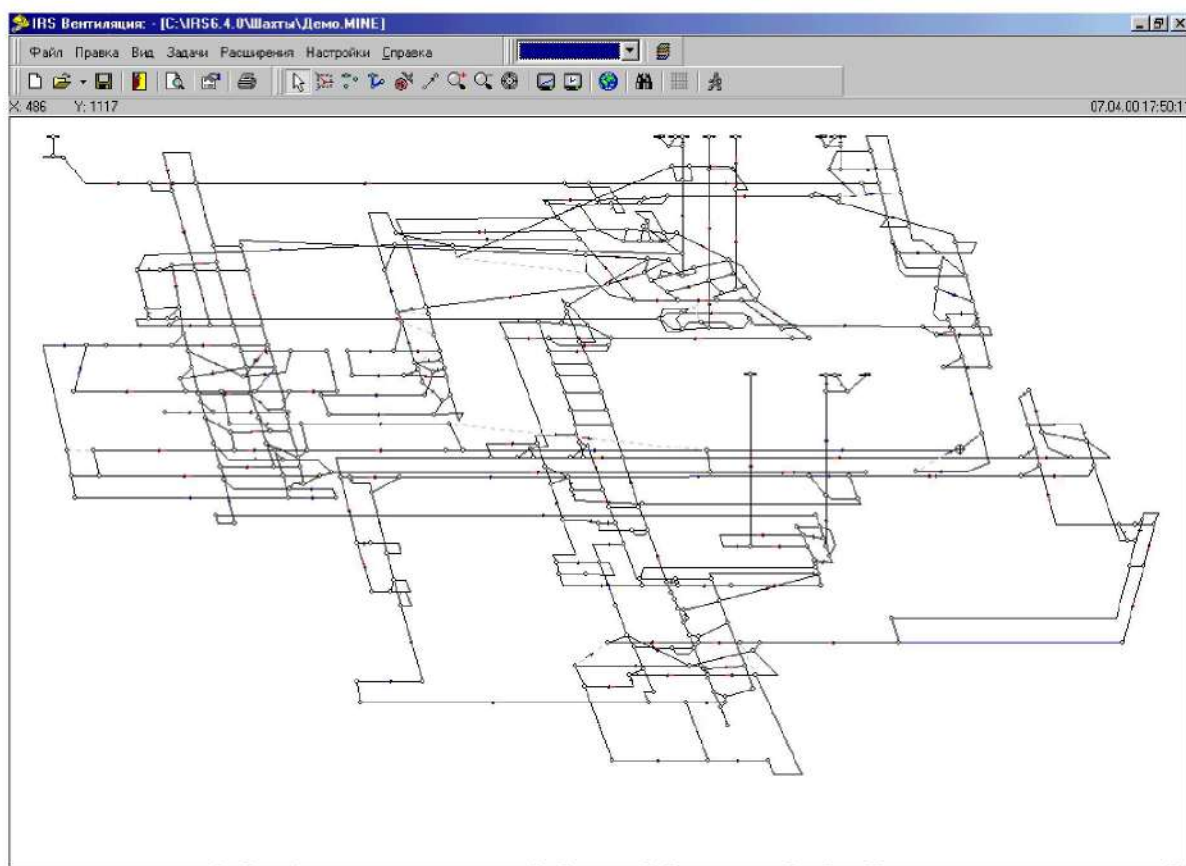 IRS Вентиляция: - [C:\IRS6.4.0\Шахты\Демо.MINE]
Файл Правка Вид Задачи Расширения Настройки Справка
X: 486 Y: 1117 07.04.00 17:50:11